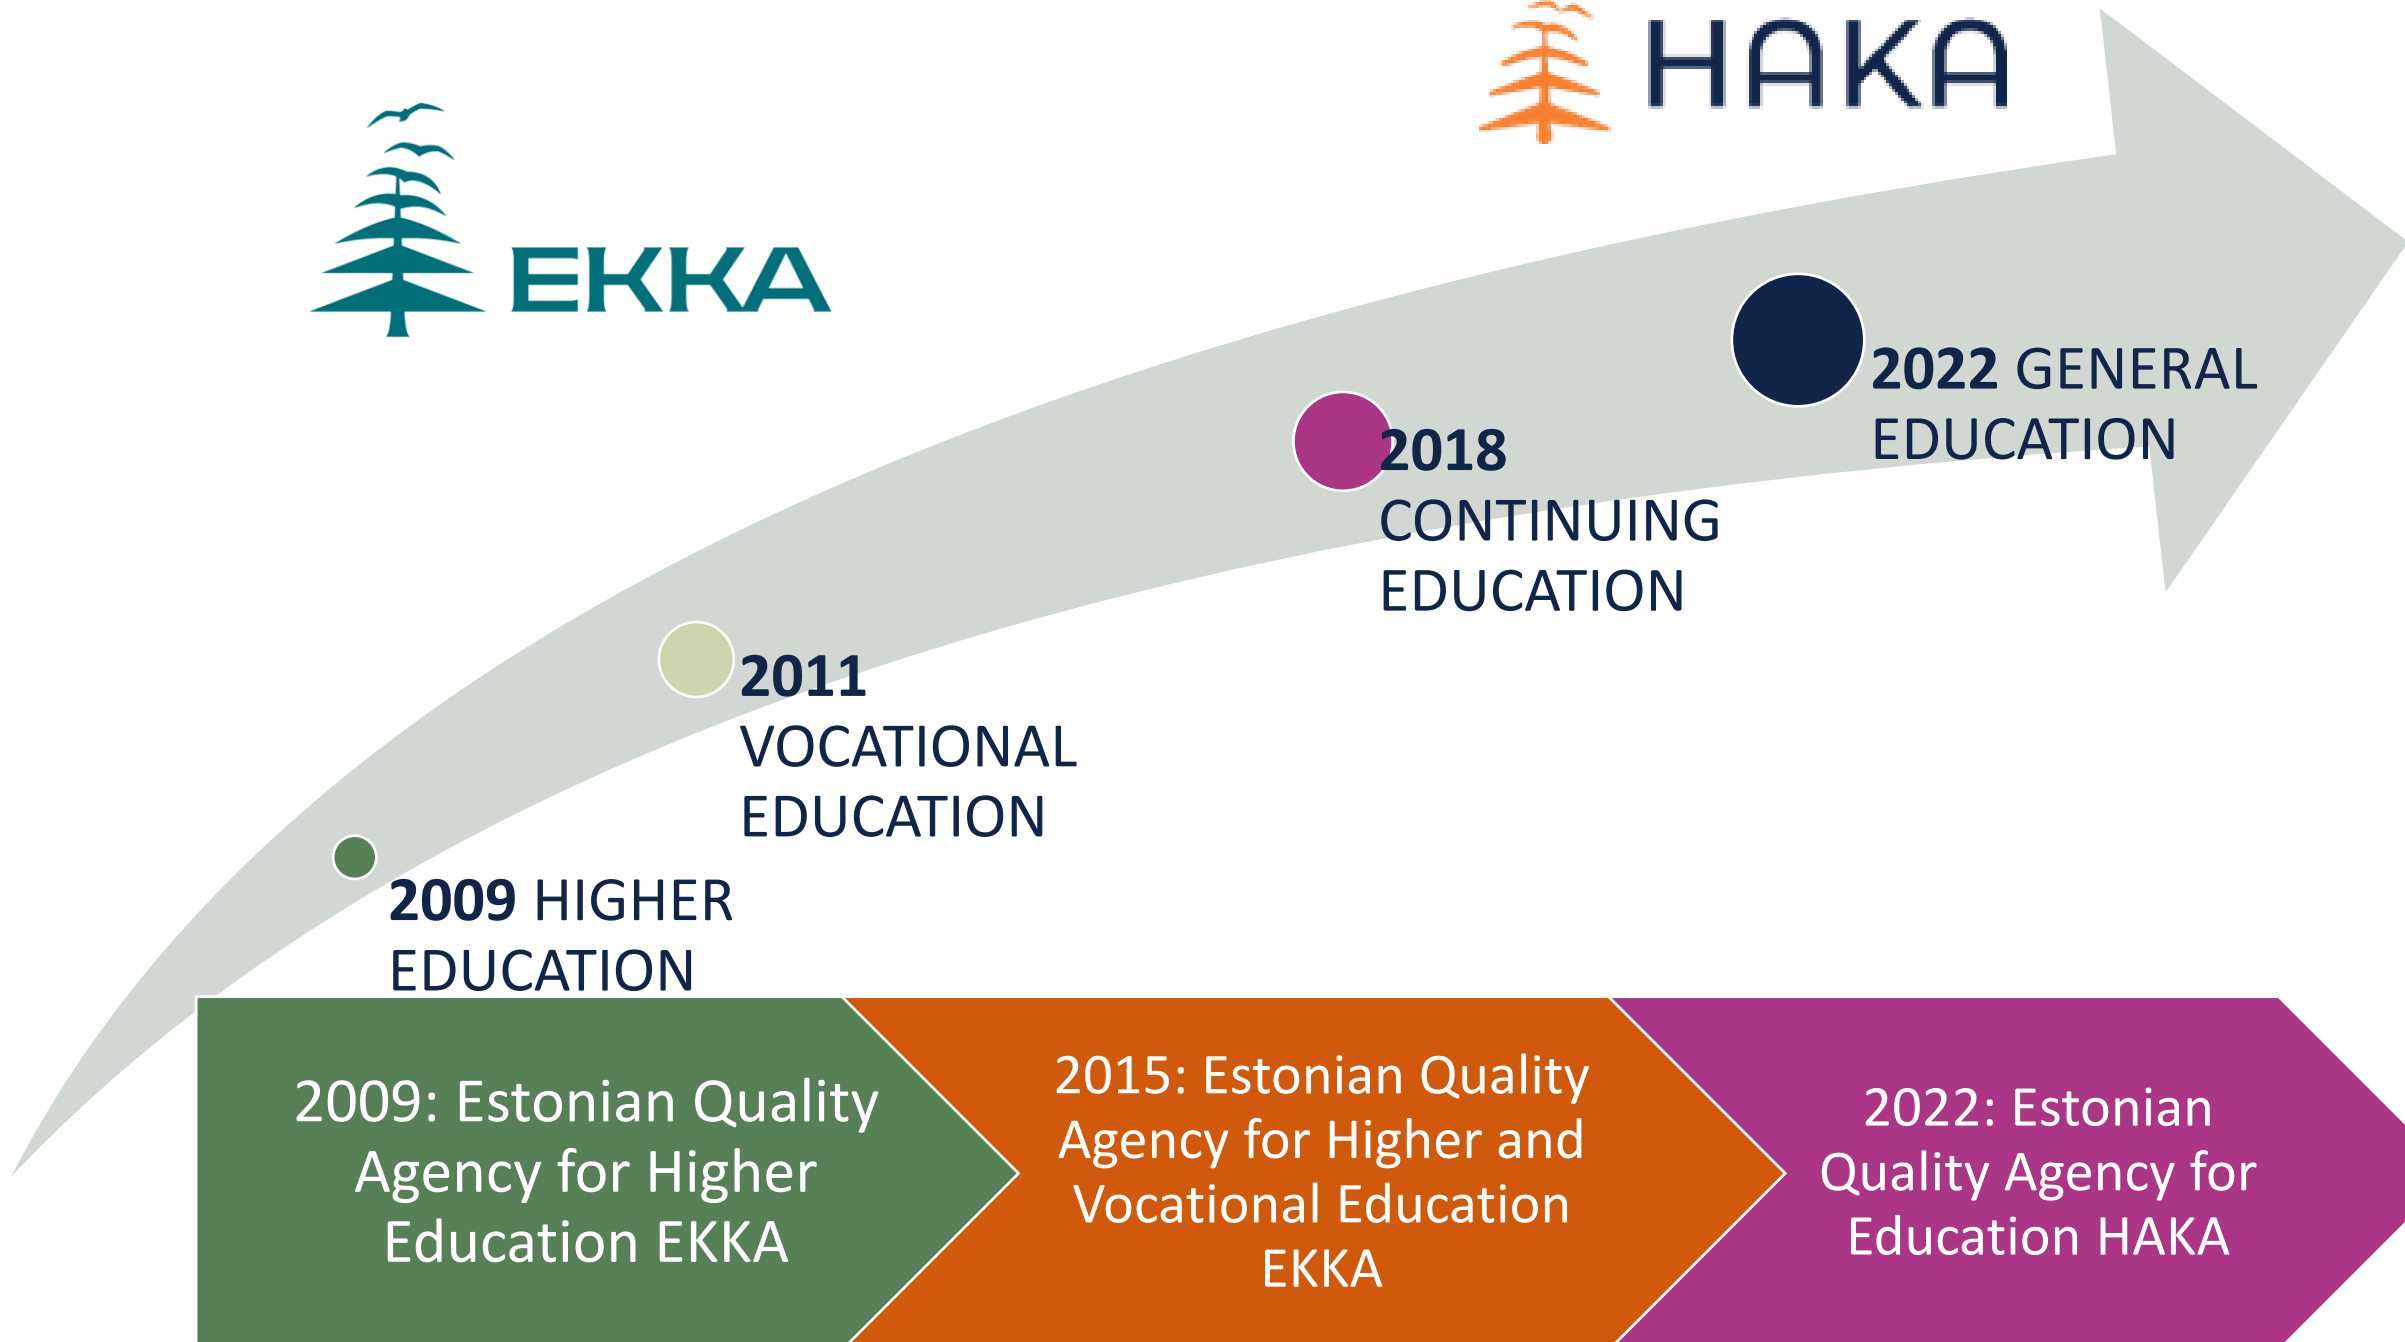 HAKA
EKKA
2022 GENERAL
EDUCATION
2018
CONTINUING
EDUCATION
2011
VOCATIONAL
EDUCATION
2009 HIGHER
EDUCATION
2009: Estonian Quality
Agency for Higher
Education EKKA
2015: Estonian Quality
Agency for Higher and
Vocational Education
EKKA
2022: Estonian
Quality Agency for
Education HAKA